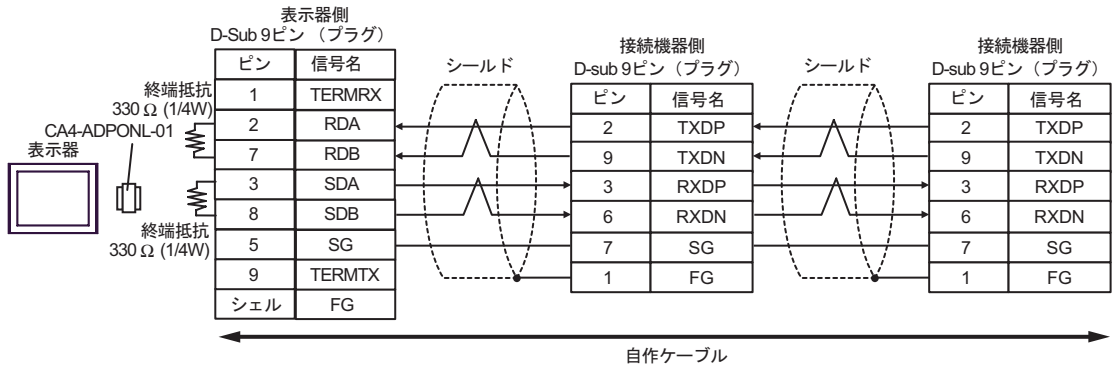 表示器側
D-Sub 9ピン（プラグ）
ピン 信号名
1 TERMRX
2 RDA
7 RDB
3 SDA
8 SDB
5 SG
9 TERMTX
シェル FG
終端抵抗
330 Ω (1/4W)
CA4-ADPONL-01
表示器
終端抵抗
330 Ω (1/4W)
シールド
接続機器側
D-sub 9ピン（プラグ）
ピン 信号名
2 TXDP
9 TXDN
3 RXDP
6 RXDN
7 SG
1 FG
シールド
接続機器側
D-sub 9ピン（プラグ）
ピン 信号名
2 TXDP
9 TXDN
3 RXDP
6 RXDN
7 SG
1 FG
自作ケーブル